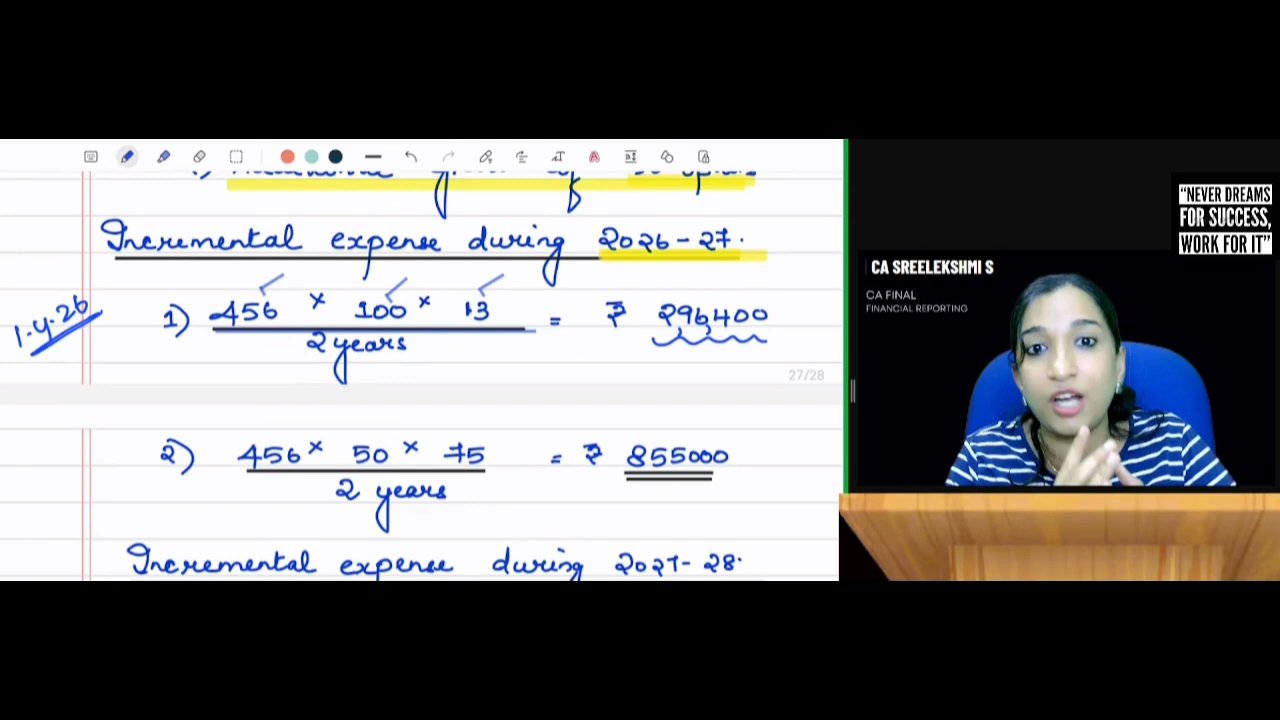 Incremental expense during 2026-27.
1.4.26
1) 456 × 100 × 13 = ₹ 296400
2 years
27/28
2) 456 × 50 × 75 = ₹ 855000
2 years
Incremental expense during 2027-28.
“NEVER DREAMS
FOR SUCCESS,
WORK FOR IT”
CA SREELEKSHMI S
CA FINAL
FINANCIAL REPORTING